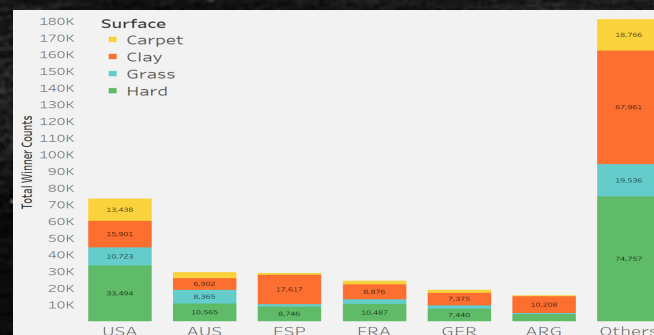 Total Winner Counts
180K
170K
160K
150K
140K
130K
120K
110K
100K
90K
80K
70K
60K
50K
40K
30K
20K
10K
Surface
Carpet
Clay
Grass
Hard
13,438
15,901
10,723
33,494
6,902
8,365
10,565
17,617
8,746
8,876
10,487
7,375
7,440
10,208
18,766
67,961
19,536
74,757
USA AUS ESP FRA GER ARG Others